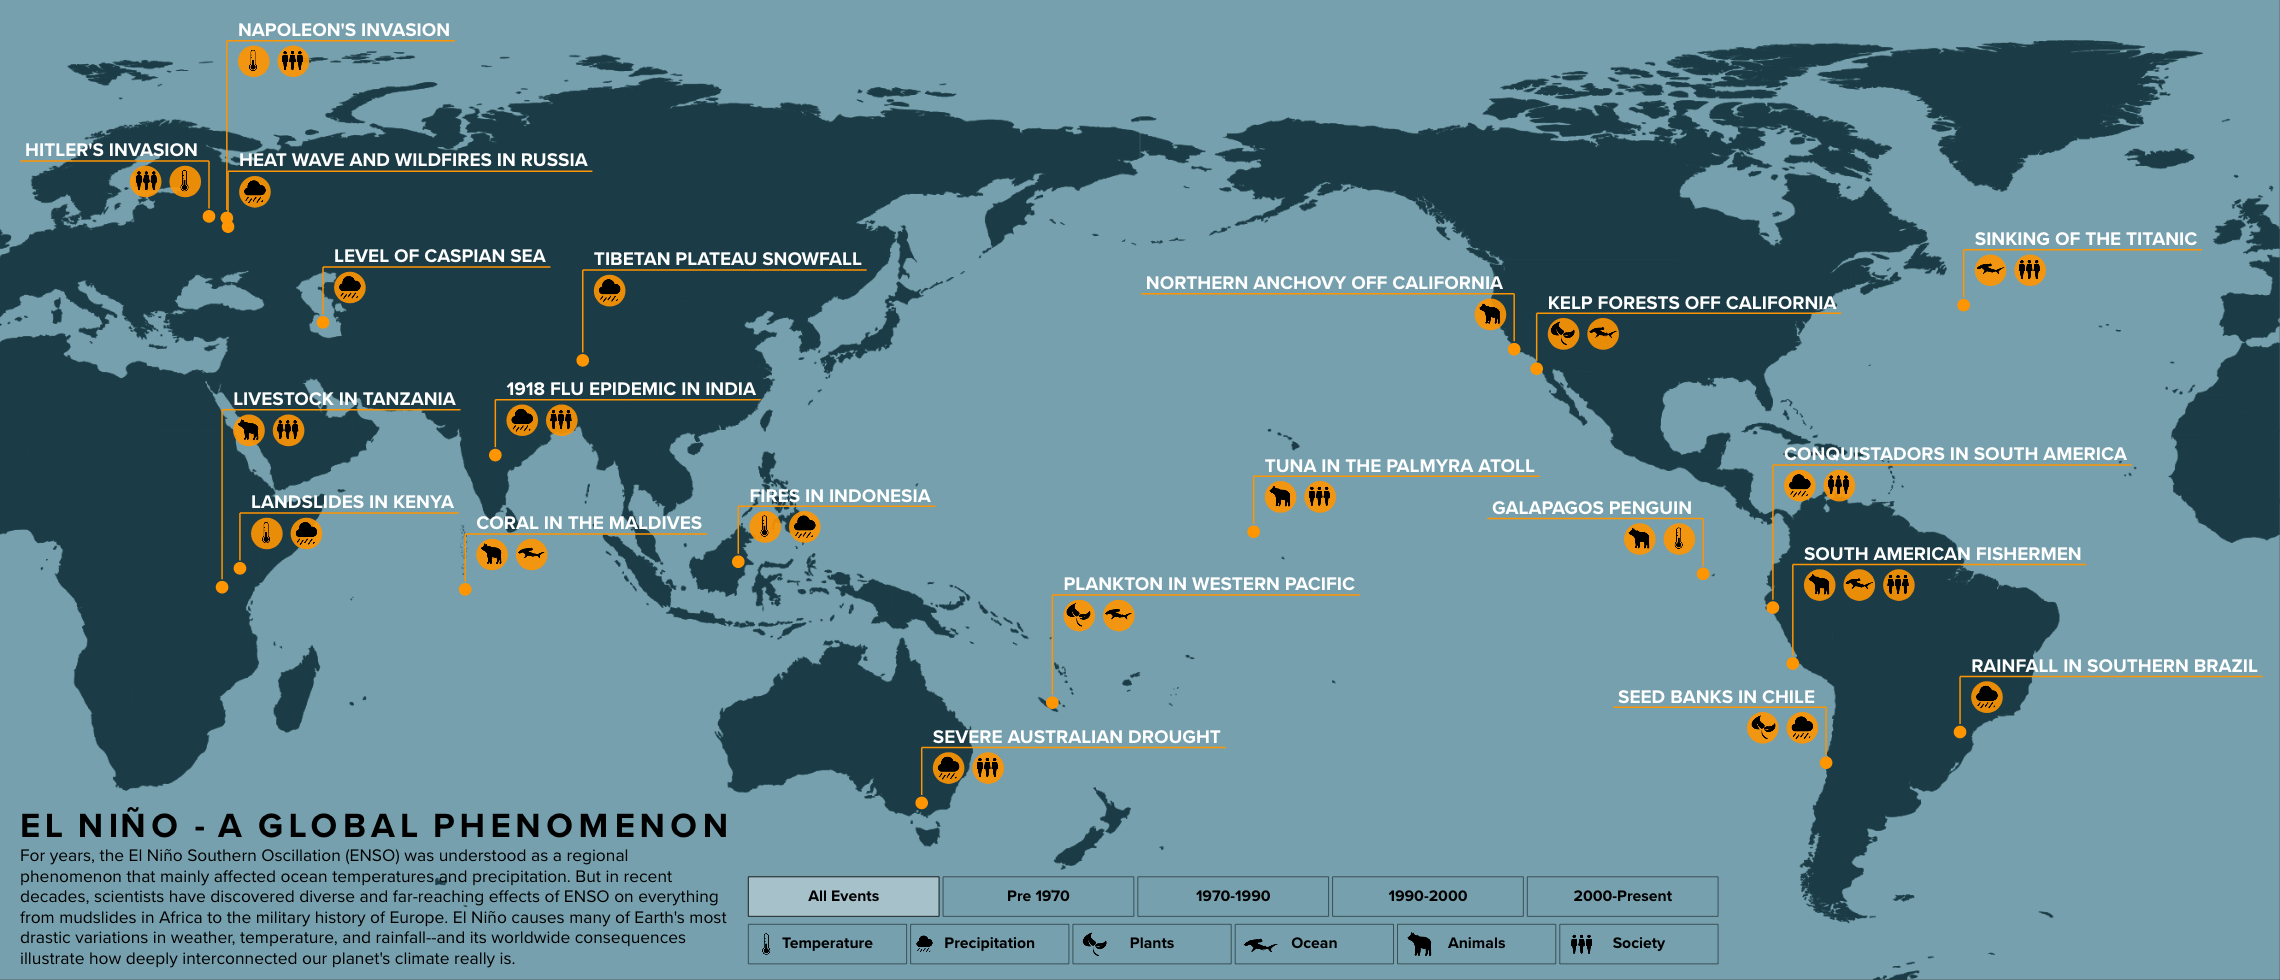 NAPOLEON'S INVASION
HITLER'S INVASION
HEAT WAVE AND WILDFIRES IN RUSSIA
SINKING OF THE TITANIC
LEVEL OF CASPIAN SEA
TIBETAN PLATEAU SNOWFALL
NORTHERN ANCHOVY OFF CALIFORNIA
KELP FORESTS OFF CALIFORNIA
LIVESTOCK IN TANZANIA
1918 FLU EPIDEMIC IN INDIA
CONQUISTADORS IN SOUTH AMERICA
TUNA IN THE PALMYRA ATOLL
LANDSLIDES IN KENYA
FIRES IN INDONESIA
GALAPAGOS PENGUIN
CORAL IN THE MALDIVES
SOUTH AMERICAN FISHERMEN
PLANKTON IN WESTERN PACIFIC
RAINFALL IN SOUTHERN BRAZIL
SEED BANKS IN CHILE
SEVERE AUSTRALIAN DROUGHT
EL NIÑO - A GLOBAL PHENOMENON
For years, the El Niño Southern Oscillation (ENSO) was understood as a regional
phenomenon that mainly affected ocean temperatures and precipitation. But in recent
decades, scientists have discovered diverse and far-reaching effects of ENSO on everything
from mudslides in Africa to the military history of Europe. El Niño causes many of Earth's most
drastic variations in weather, temperature, and rainfall--and its worldwide consequences
illustrate how deeply interconnected our planet's climate really is.
All Events
Pre 1970
1970-1990
1990-2000
2000-Present
Temperature
Precipitation
Plants
Ocean
Animals
Society